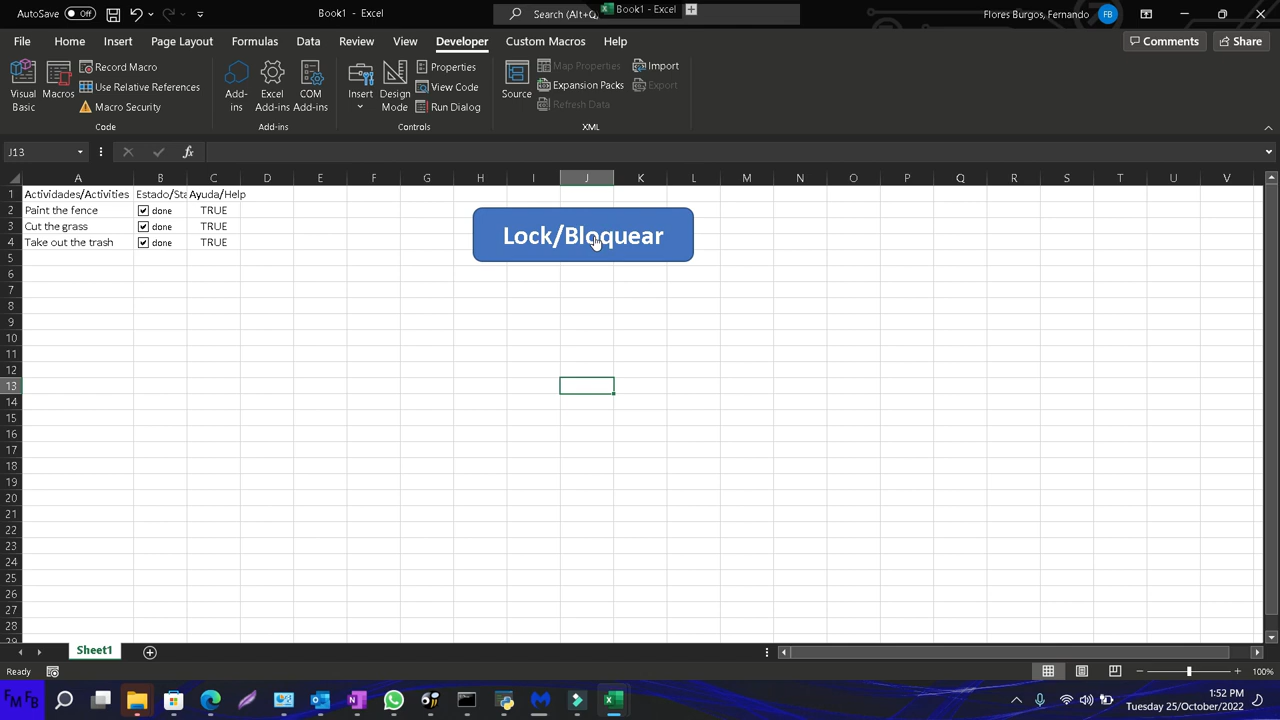 AutoSave Off Book1 - Excel Search (Alt+Q) Book1 - Excel Flores Burgos, Fernando FB
File Home Insert Page Layout Formulas Data Review View Developer Custom Macros Help Comments Share
Visual Basic
Macros
Record Macro
Use Relative References
Macro Security
Code
Add-ins
Excel Add-ins
COM Add-ins
Add-ins
Insert
Design Mode
Properties
View Code
Run Dialog
Controls
Source
Map Properties
Expansion Packs
Refresh Data
Import
Export
XML
J13 fx
A B C D E F G H I J K L M N O P Q R S T U V
1 Actividades/Activities Estado/Sta Ayuda/Help
2 Paint the fence done TRUE
3 Cut the grass done TRUE
4 Take out the trash done TRUE
Lock/Bloquear
5
6
7
8
9
10
11
12
13
14
15
16
17
18
19
20
21
22
23
24
25
26
27
28
29
Sheet1
Ready 100%
FM FB 1:52 PM
Tuesday 25/October/2022